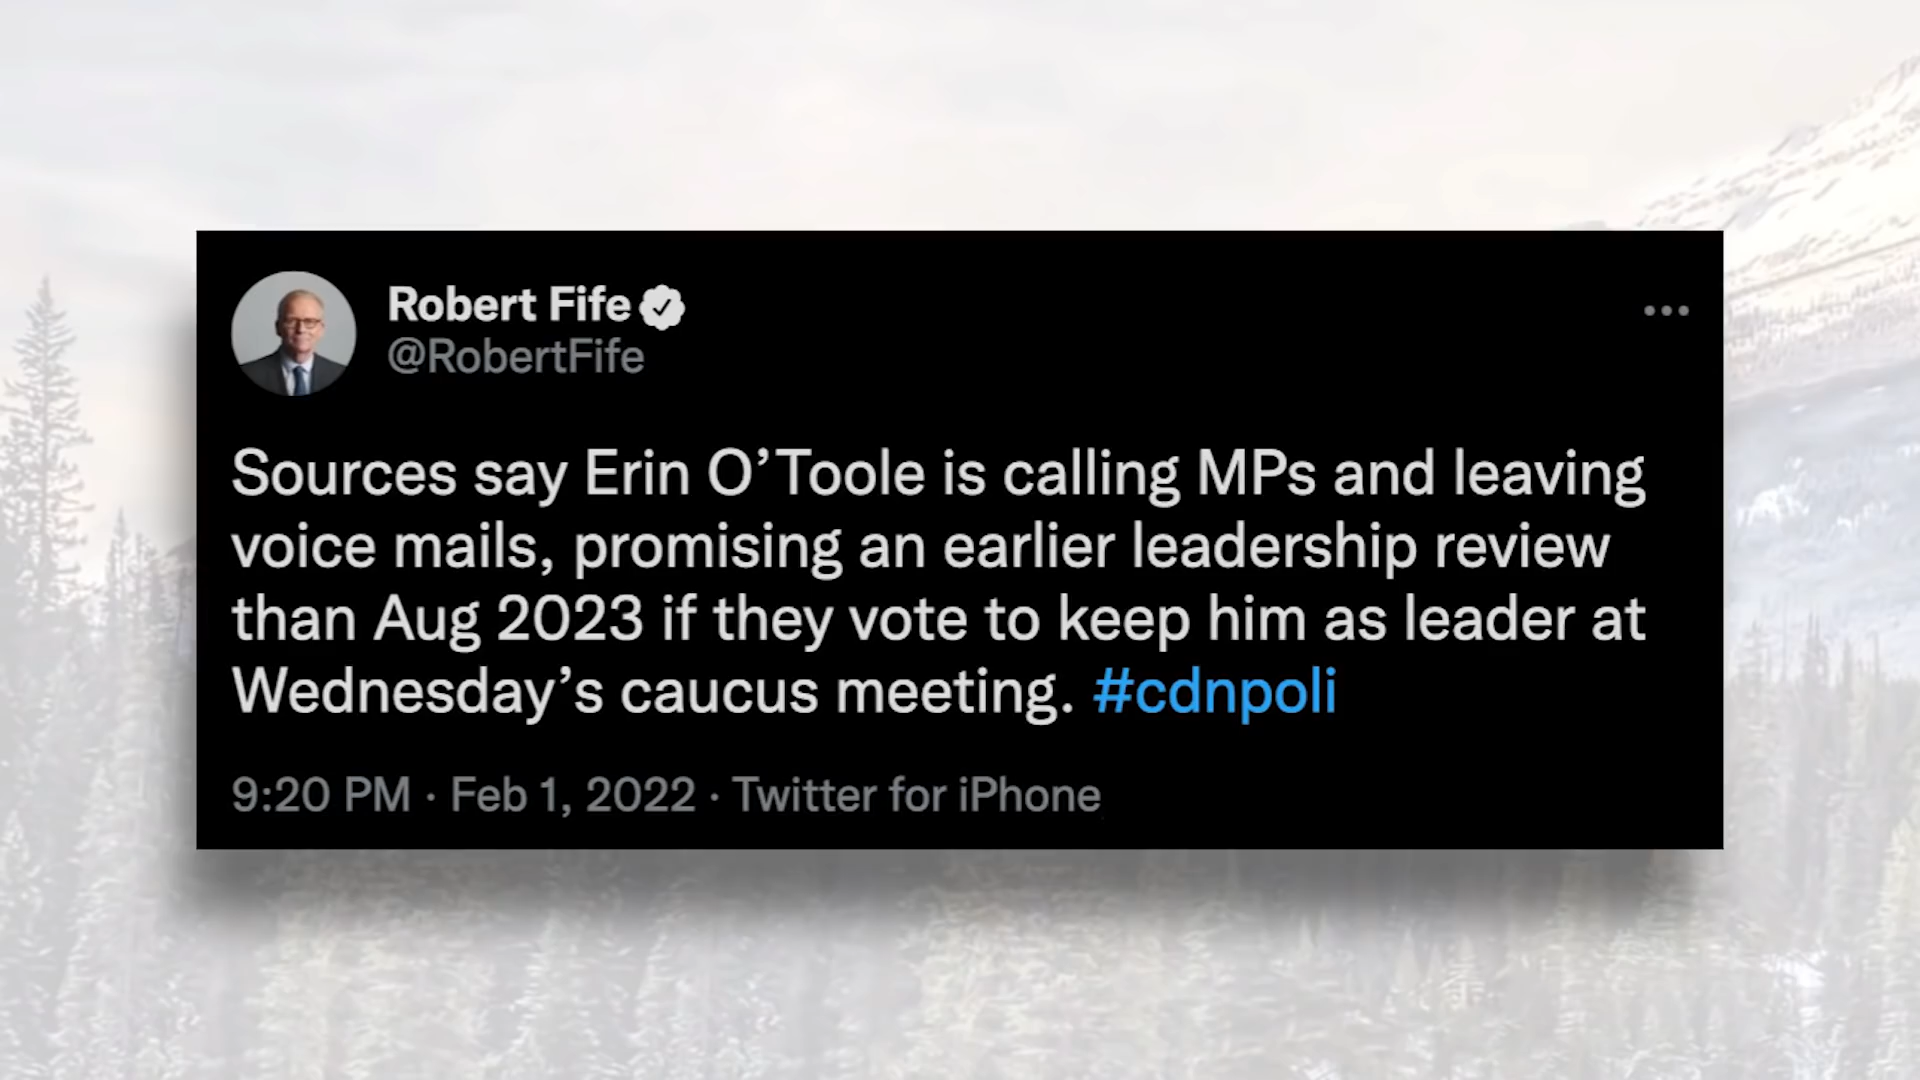 Robert Fife
@RobertFife
Sources say Erin O’Toole is calling MPs and leaving
voice mails, promising an earlier leadership review
than Aug 2023 if they vote to keep him as leader at
Wednesday’s caucus meeting. #cdnpoli
9:20 PM · Feb 1, 2022 · Twitter for iPhone